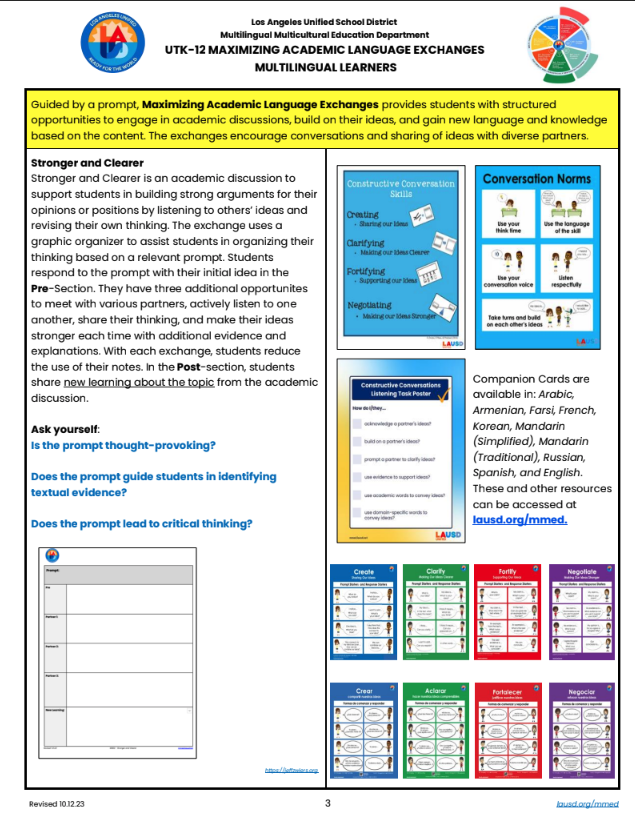 Los Angeles Unified School District
Multilingual Multicultural Education Department
UTK-12 MAXIMIZING ACADEMIC LANGUAGE EXCHANGES
MULTILINGUAL LEARNERS
Guided by a prompt, Maximizing Academic Language Exchanges provides students with structured
opportunities to engage in academic discussions, build on their ideas, and gain new language and knowledge
based on the content. The exchanges encourage conversations and sharing of ideas with diverse partners.
Stronger and Clearer
Stronger and Clearer is an academic discussion to
support students in building strong arguments for their
opinions or positions by listening to others' ideas and
revising their own thinking. The exchange uses a
graphic organizer to assist students in organizing their
thinking based on a relevant prompt. Students
respond to the prompt with their initial idea in the
Pre-Section. They have three additional opportunites
to meet with various partners, actively listen to one
another, share their thinking, and make their ideas
stronger each time with additional evidence and
explanations. With each exchange, students reduce
the use of their notes. In the Post-section, students
share new learning about the topic from the academic
discussion.
Ask yourself:
Is the prompt thought-provoking?
Does the prompt guide students in identifying
textual evidence?
Does the prompt lead to critical thinking?
Prompt:
Pre
Partner 1:
Partner 2:
Partner 3:
New Learning:
Constructive Conversation
Skills
Creating
• Sharing our Ideas
Clarifying
• Making our Ideas Clearer
Fortifying
• Supporting our Ideas
Negotiating
• Making our Ideas Stronger
LAUSD
Conversation Norms
Use your
think time
Use the language
of the skill
Use your
conversation voice
Listen
respectfully
Take turns and build
on each other's ideas
LAUSD
Constructive Conversations
Listening Task Poster
How do I/they...
acknowledge a partner's ideas?
build on a partner's ideas?
prompt a partner to clarify ideas?
use evidence to support ideas?
use academic words to convey ideas?
use domain-specific words to
convey ideas?
LAUSD
Companion Cards are
available in: Arabic,
Armenian, Farsi, French,
Korean, Mandarin
(Simplified), Mandarin
(Traditional), Russian,
Spanish, and English.
These and other resources
can be accessed at
lausd.org/mmed.
Create
Clarify
Fortify
Negotiate
Crear
Aclarar
Fortalecer
Negociar
Revised 10.12.23
3
lausd.org/mmed